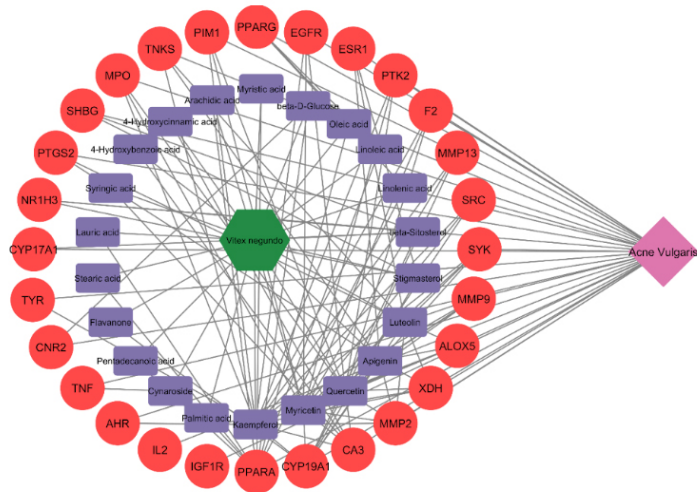 PPARG
EGFR
ESR1
PTK2
F2
MMP13
SRC
SYK
MMP9
ALOX5
XDH
MMP2
CA3
CYP19A1
PPARA
IGF1R
IL2
AHR
TNF
CNR2
TYR
CYP17A1
NR1H3
PTGS2
SHBG
MPO
TNKS
PIM1
Myristic acid
beta-D-Glucose
Oleic acid
Linoleic acid
Linolenic acid
beta-Sitosterol
Stigmasterol
Luteolin
Apigenin
Quercetin
Myricetin
Kaempferol
Palmitic acid
Cynaroside
Pentadecanoic acid
Flavanone
Stearic acid
Lauric acid
Syringic acid
4-Hydroxybenzoic acid
4-Hydroxycinnamic acid
Arachidic acid
Vitex negundo
Acne Vulgaris